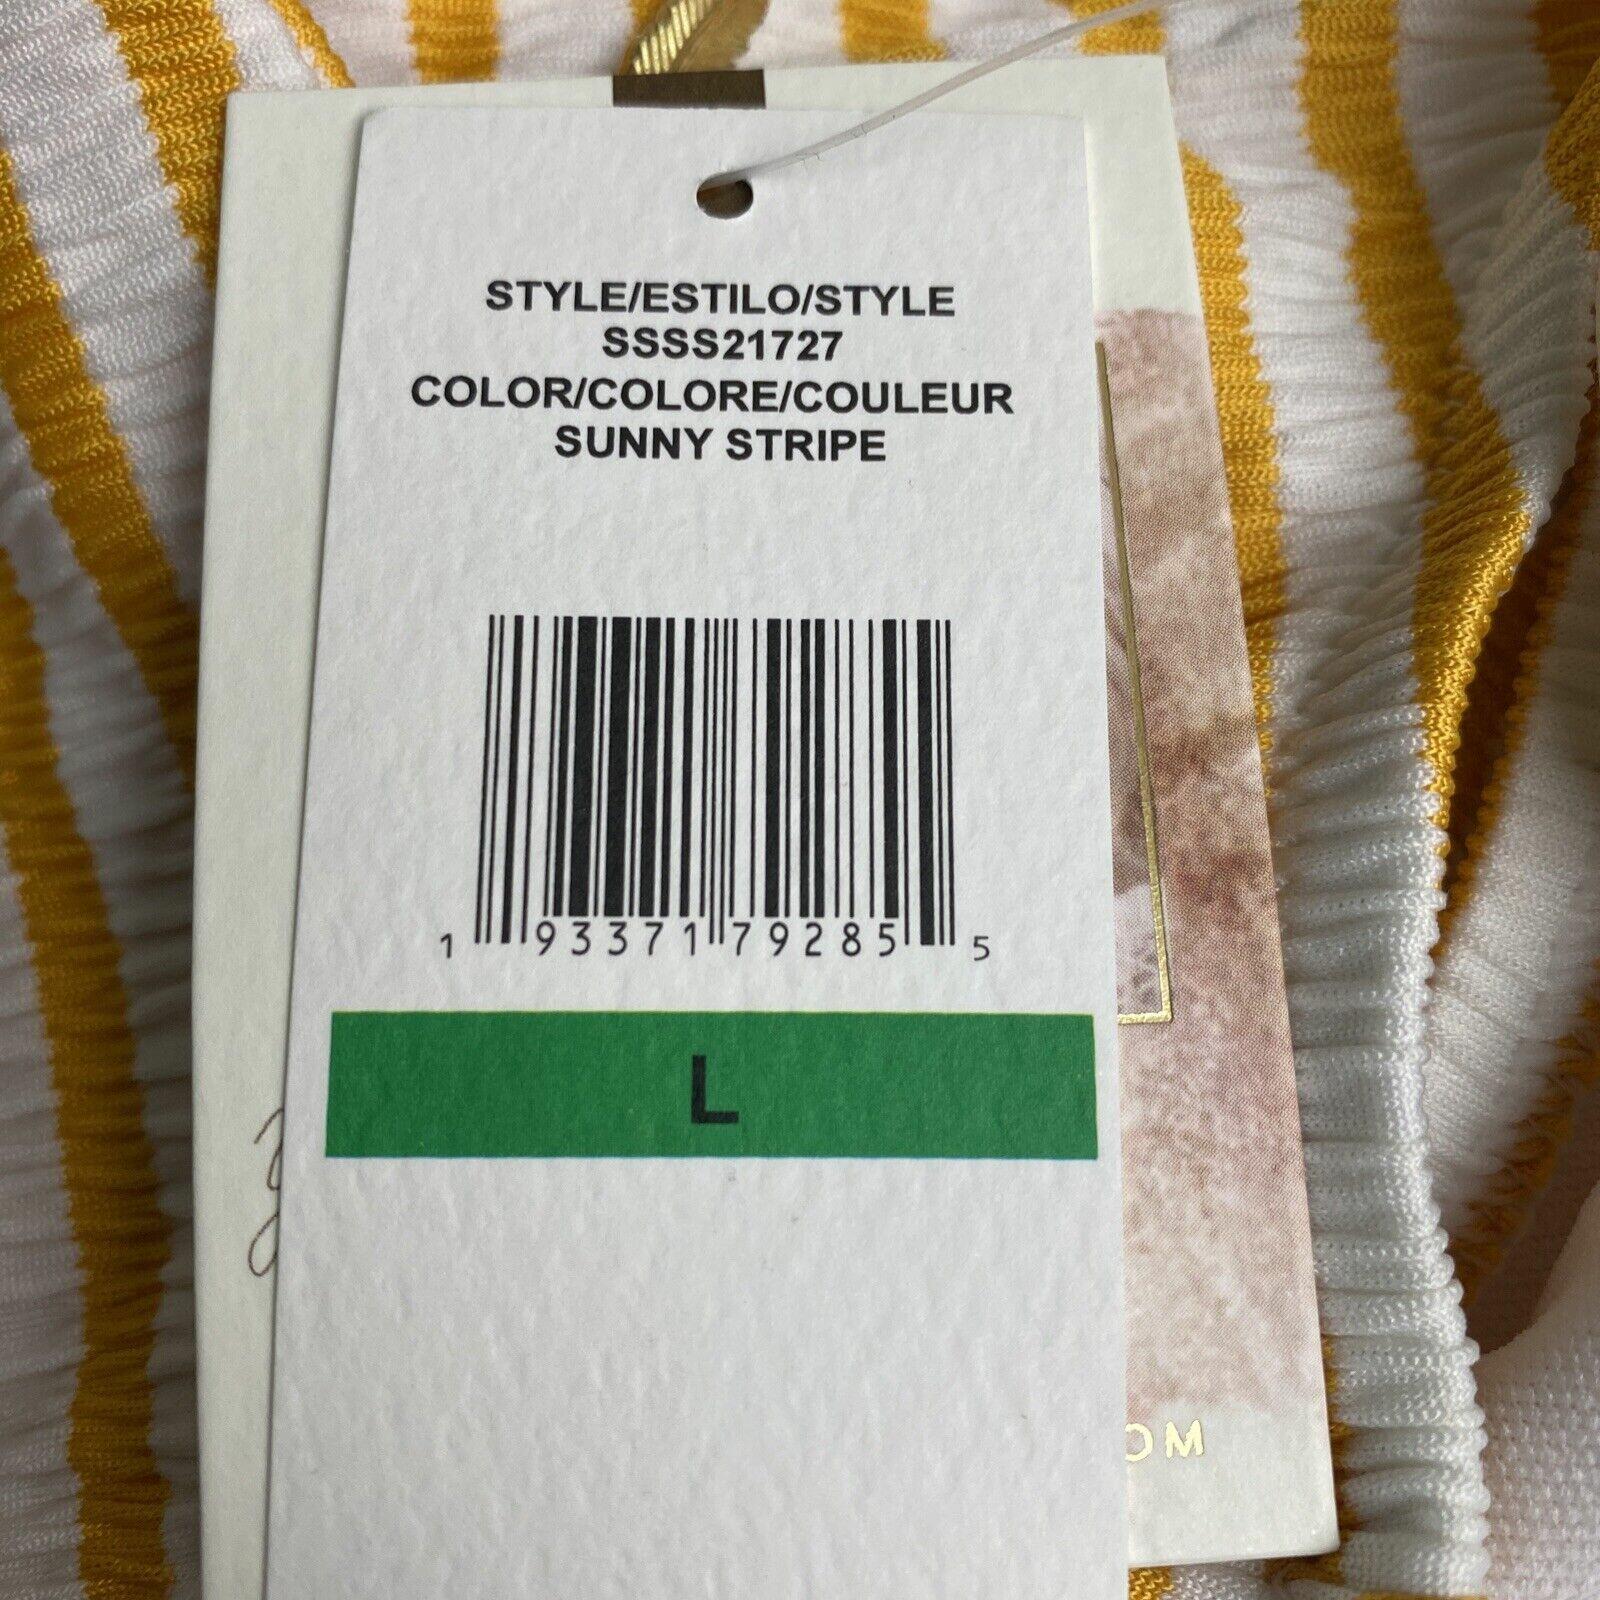 STYLE/ESTILO/STYLE
SSSS21727
COLOR/COLORE/COULEUR
SUNNY STRIPE
1 93371 79285 5
L
OM